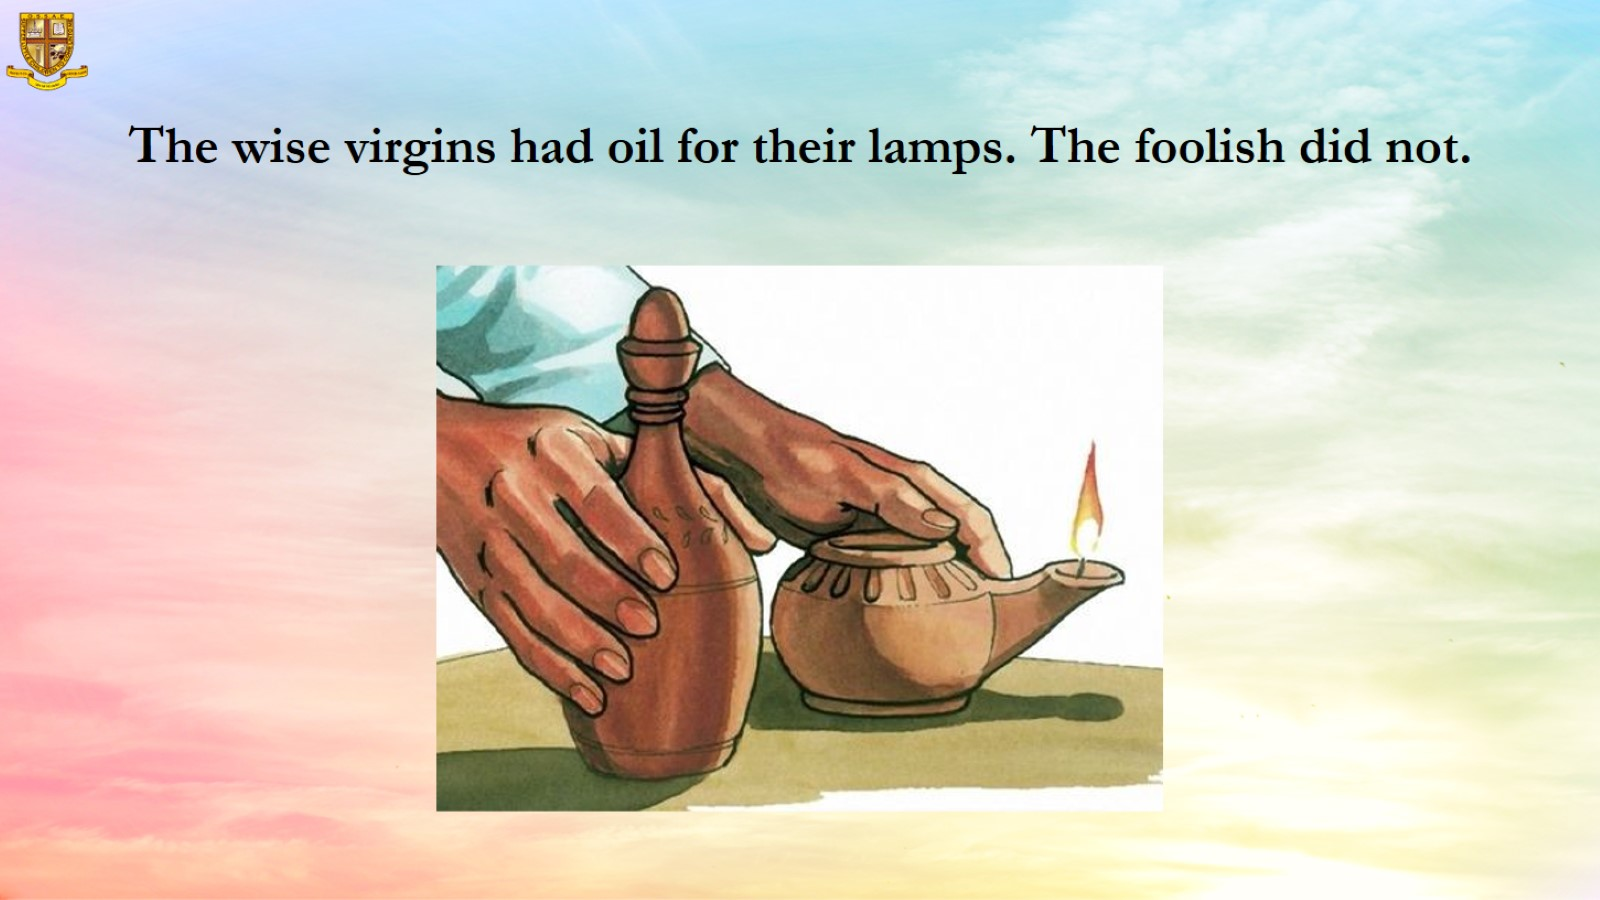 The wise virgins had oil for their lamps. The foolish did not.